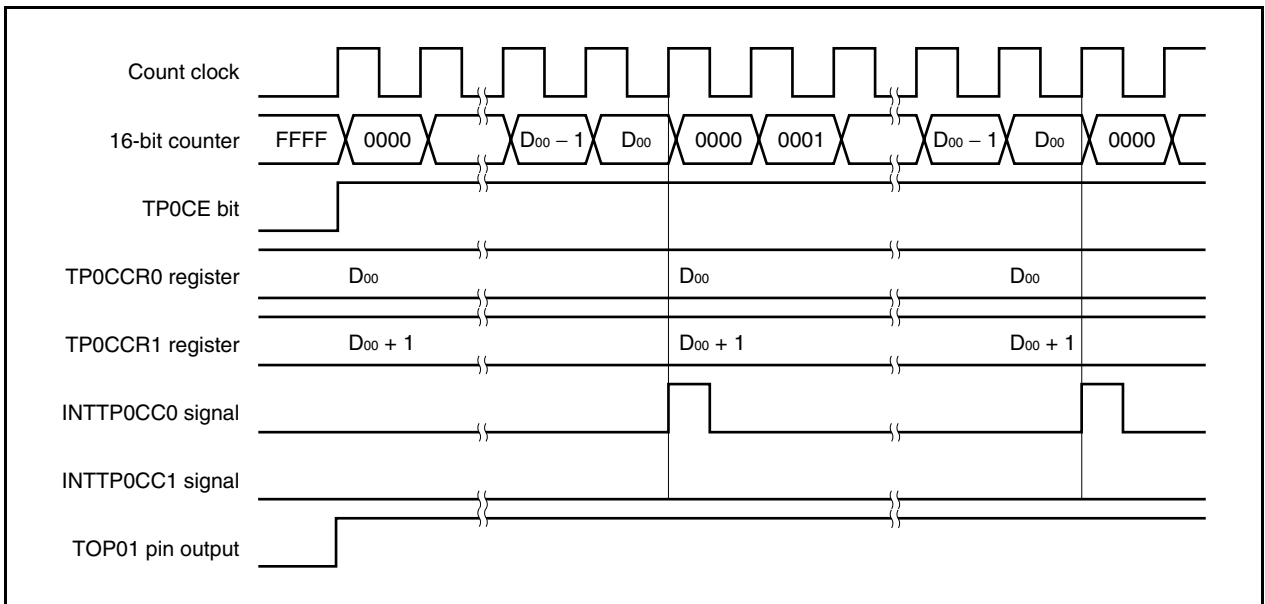 Count clock
16-bit counter FFFF 0000 D00 − 1 D00 0000 0001 D00 − 1 D00 0000
TP0CE bit
TP0CCR0 register D00 D00 D00
TP0CCR1 register D00 + 1 D00 + 1 D00 + 1
INTTP0CC0 signal
INTTP0CC1 signal
TOP01 pin output